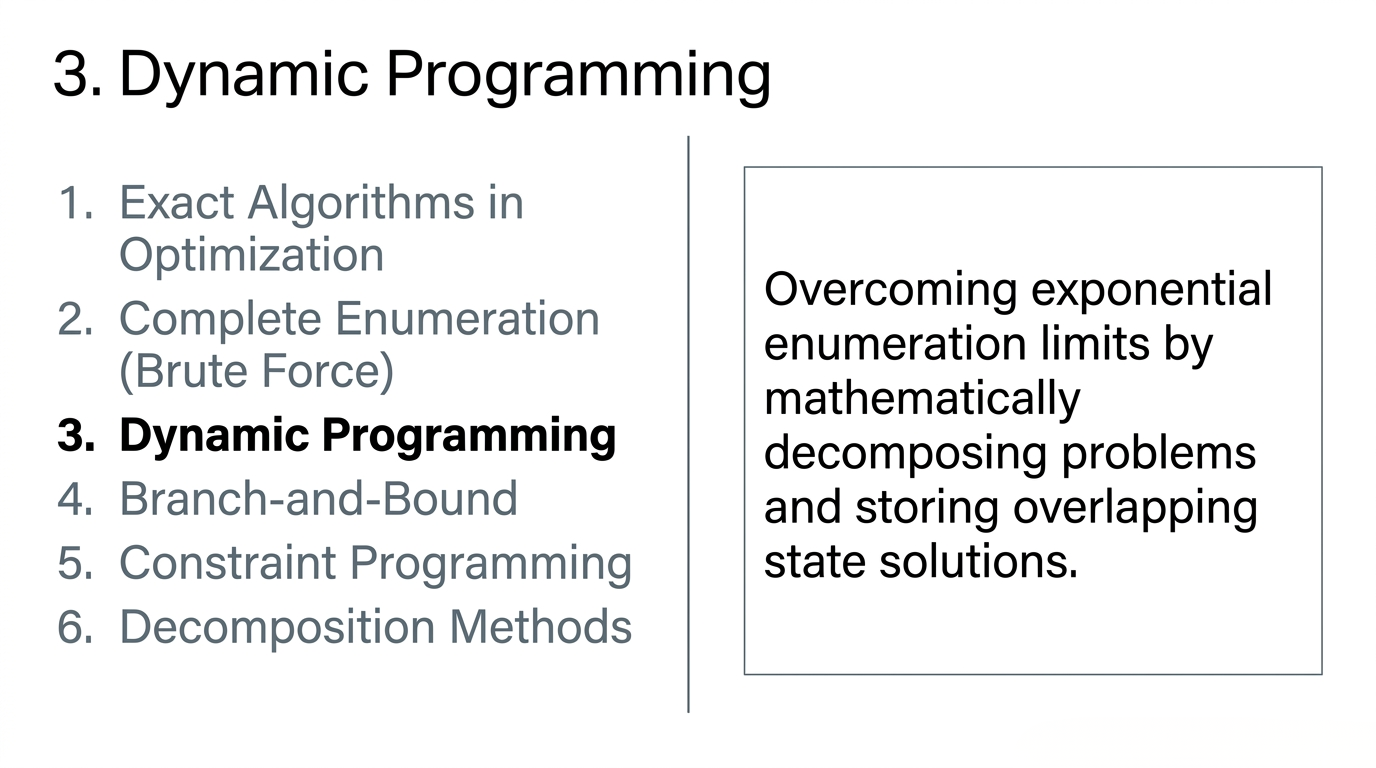 3. Dynamic Programming
1. Exact Algorithms in
Optimization
2. Complete Enumeration
(Brute Force)
3. Dynamic Programming
4. Branch-and-Bound
5. Constraint Programming
6. Decomposition Methods
Overcoming exponential
enumeration limits by
mathematically
decomposing problems
and storing overlapping
state solutions.